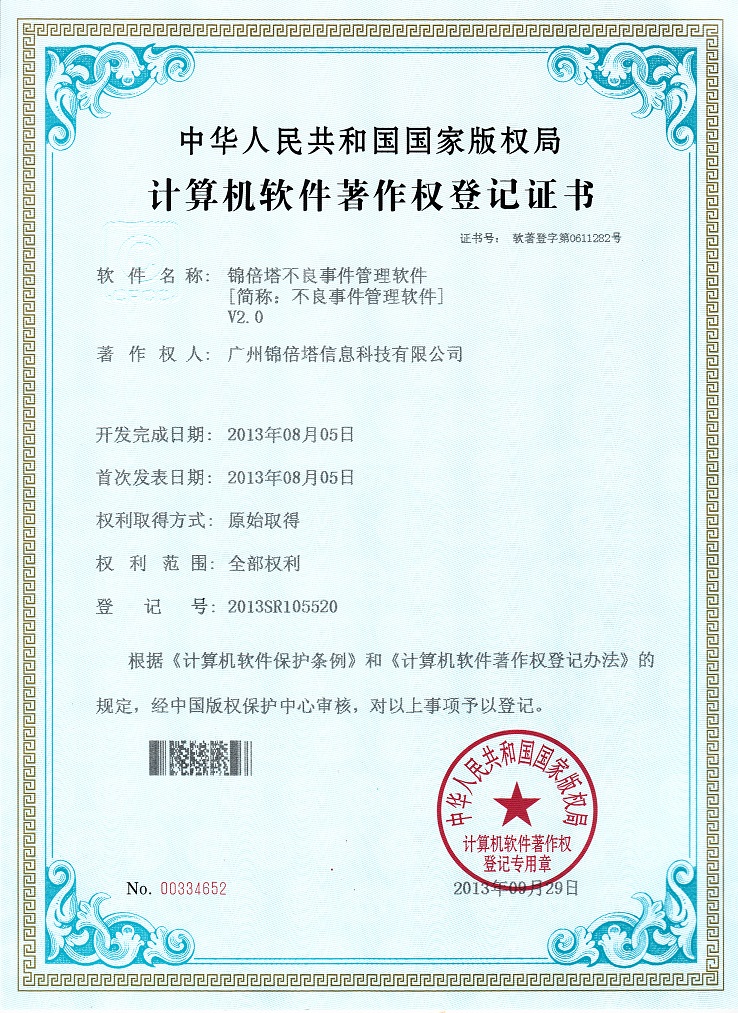 中华人民共和国国家版权局
计算机软件著作权登记证书
证书号： 软著登字第0611282号
软件名称： 锦倍塔不良事件管理软件
[简称：不良事件管理软件]
V2.0
著作权人： 广州锦倍塔信息科技有限公司
开发完成日期： 2013年08月05日
首次发表日期： 2013年08月05日
权利取得方式： 原始取得
权利范围： 全部权利
登记号： 2013SR105520
根据《计算机软件保护条例》和《计算机软件著作权登记办法》的
规定，经中国版权保护中心审核，对以上事项予以登记。
中华人民共和国国家版权局
计算机软件著作权
登记专用章
No. 00334652
2013年09月29日